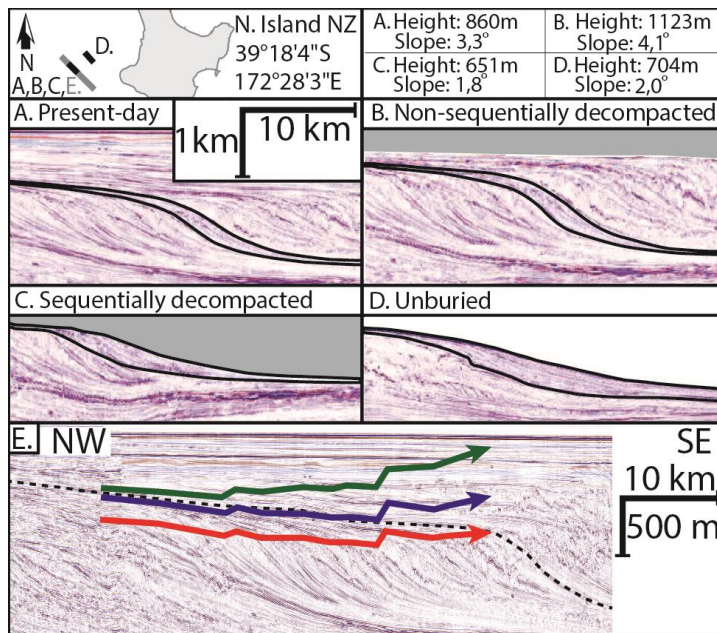 N
D.
A,B,C,E.
N. Island NZ
39°18'4"S
172°28'3"E
A. Height: 860m
Slope: 3,3°
B. Height: 1123m
Slope: 4,1°
C. Height: 651m
Slope: 1,8°
D. Height: 704m
Slope: 2,0°
A. Present-day
1km
10 km
B. Non-sequentially decompacted
C. Sequentially decompacted
D. Unburied
E. NW
SE
10 km
500 m